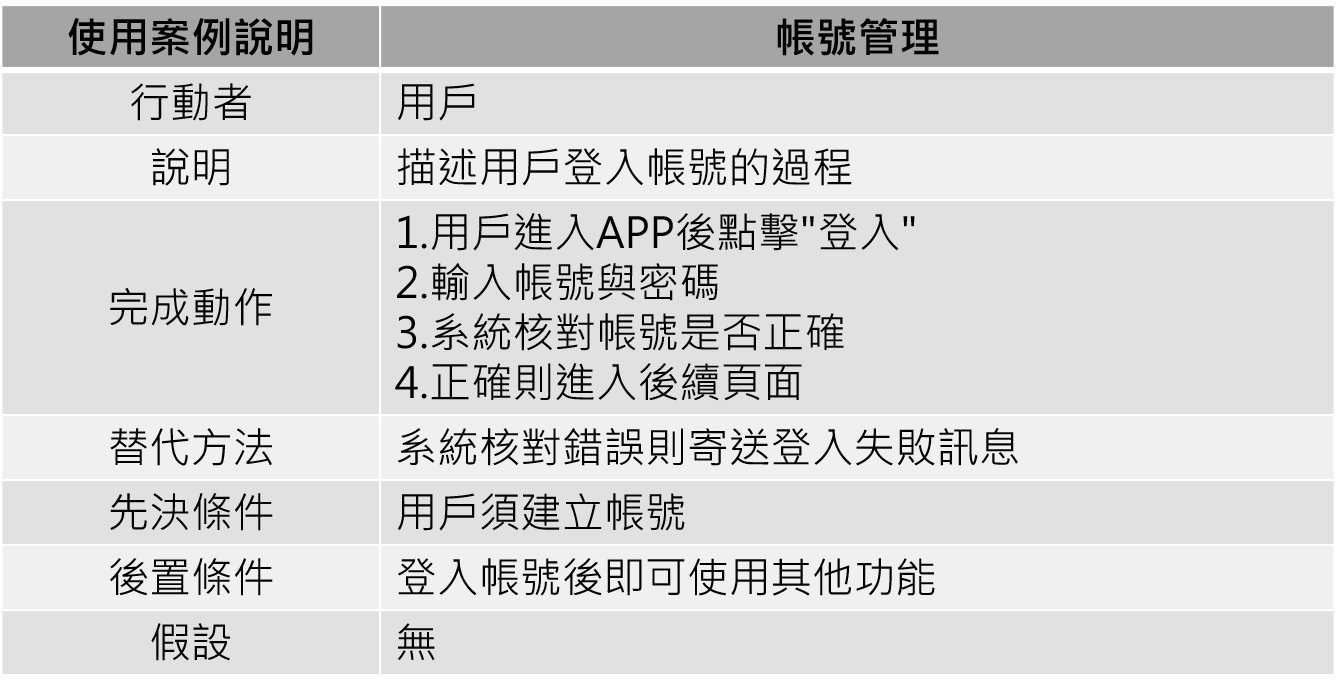 使用案例說明 帳號管理
行動者 用戶
說明 描述用戶登入帳號的過程
完成動作
1.用戶進入APP後點擊"登入"
2.輸入帳號與密碼
3.系統核對帳號是否正確
4.正確則進入後續頁面
替代方法 系統核對錯誤則寄送登入失敗訊息
先決條件 用戶須建立帳號
後置條件 登入帳號後即可使用其他功能
假設 無